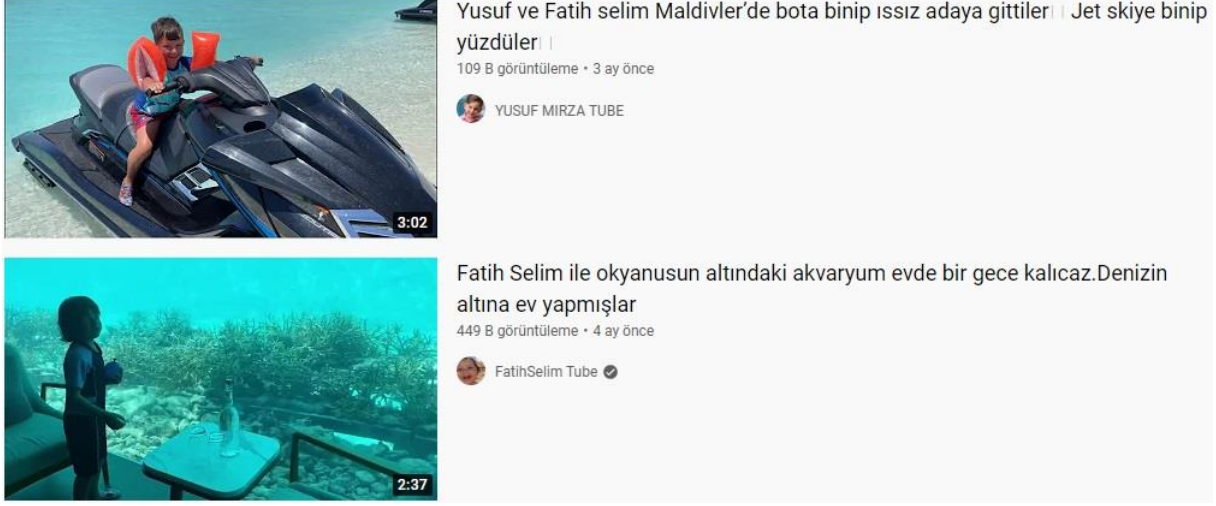 Yusuf ve Fatih selim Maldivler’de bota binip ıssız adaya gittiler Jet skiye binip
yüzdüler
109 B görüntüleme • 3 ay önce
YUSUF MIRZA TUBE
3:02
Fatih Selim ile okyanusun altındaki akvaryum evde bir gece kalıcaz.Denizin
altına ev yapmışlar
449 B görüntüleme • 4 ay önce
FatihSelim Tube
2:37